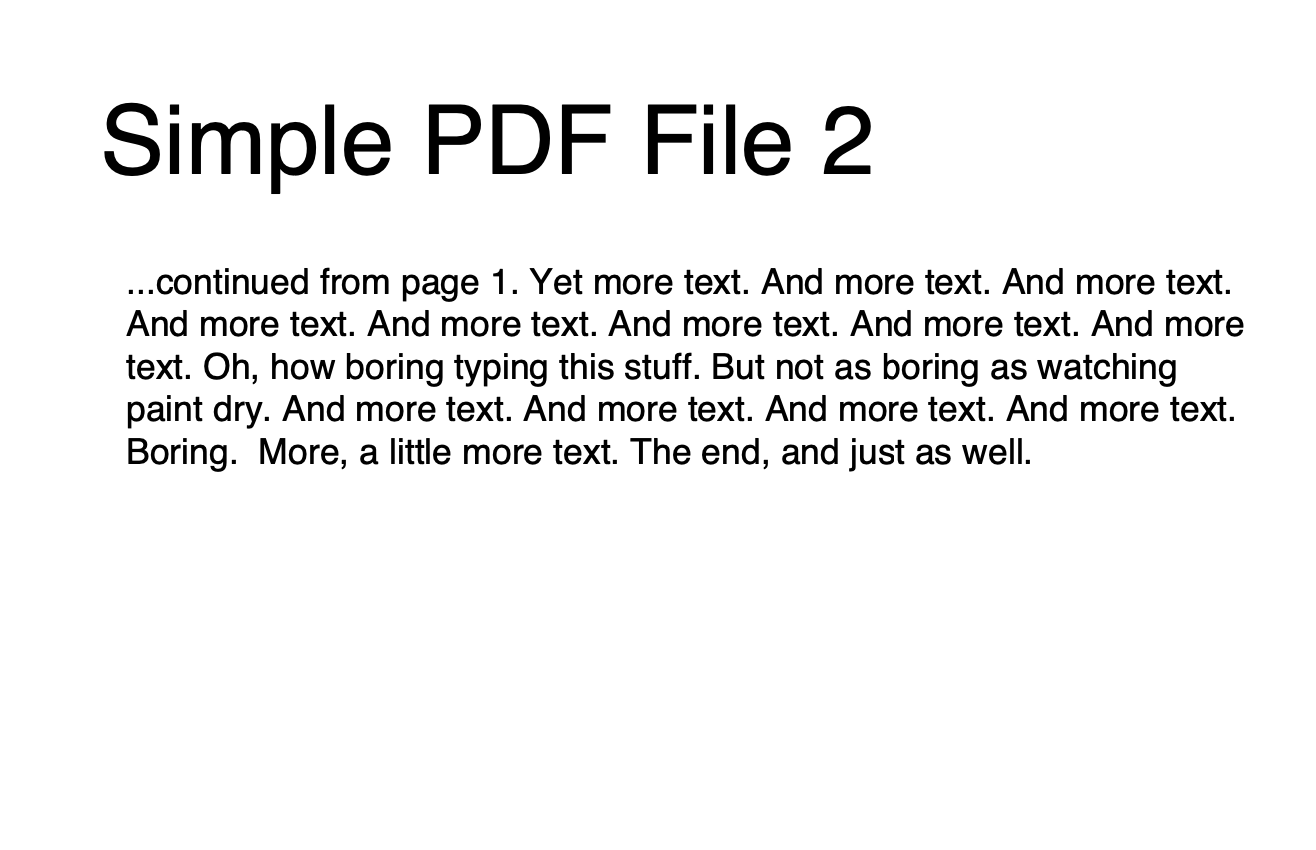 Simple PDF File 2
...continued from page 1. Yet more text. And more text. And more text.
And more text. And more text. And more text. And more text. And more
text. Oh, how boring typing this stuff. But not as boring as watching
paint dry. And more text. And more text. And more text. And more text.
Boring.  More, a little more text. The end, and just as well.